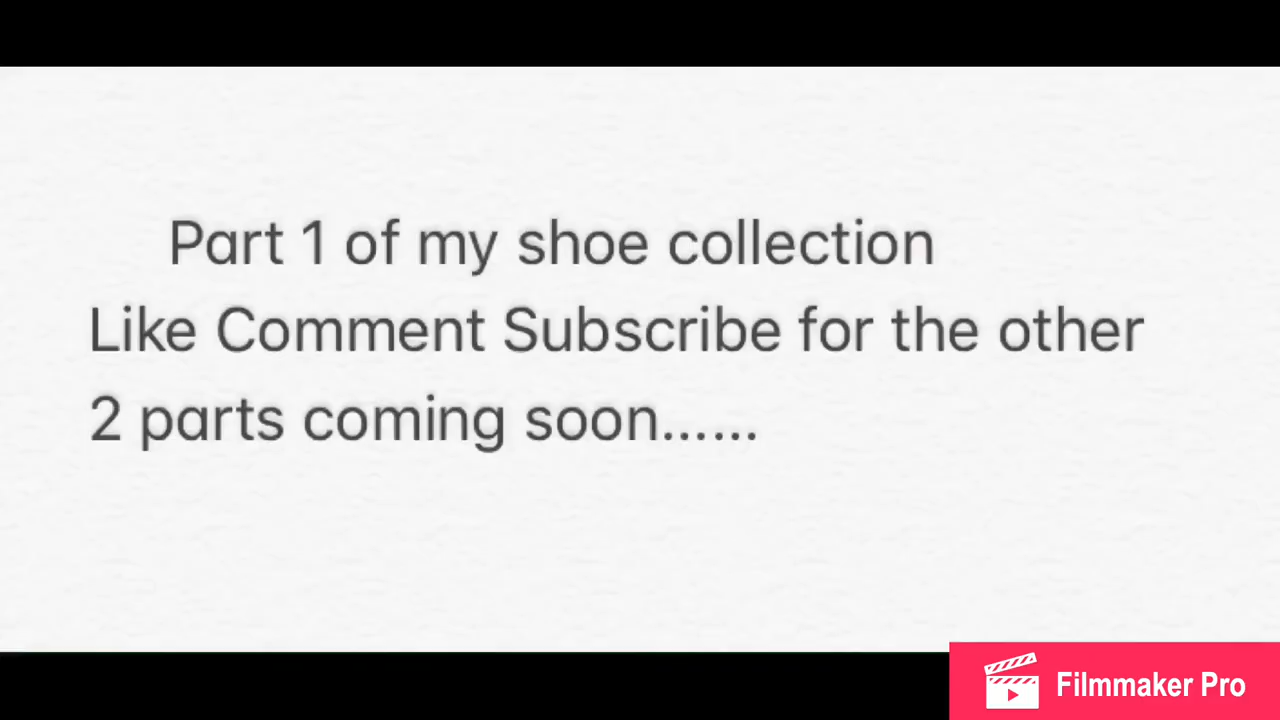 Part 1 of my shoe collection
Like Comment Subscribe for the other
2 parts coming soon......
Filmmaker Pro